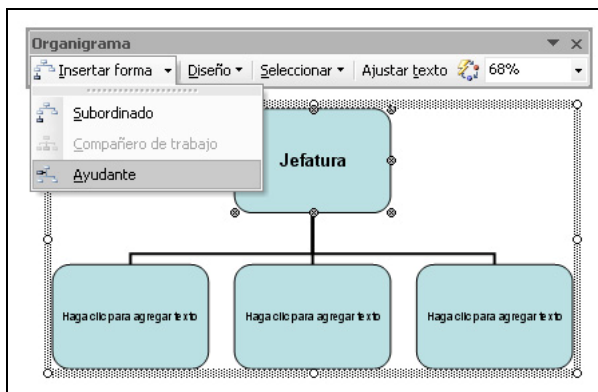 Organigrama
Insertar forma Diseño Seleccionar Ajustar texto 68%
Subordinado
Compañero de trabajo
Ayudante
Jefatura
Haga clic para agregar texto Haga clic para agregar texto Haga clic para agregar texto